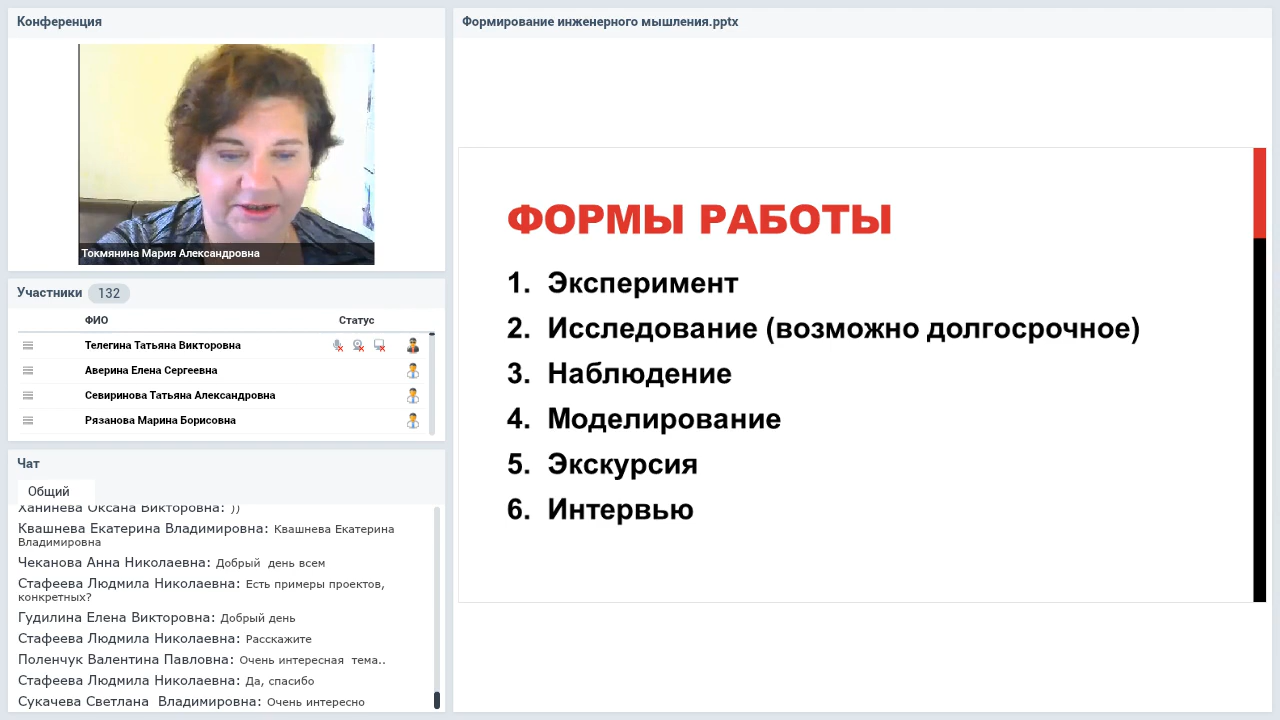 Конференция
Токмянина Мария Александровна
Участники 132
ФИО Статус
Телегина Татьяна Викторовна
Аверина Елена Сергеевна
Севиринова Татьяна Александровна
Рязанова Марина Борисовна
Чат
Общий
Ханинева Оксана Викторовна: ))
Квашнева Екатерина Владимировна: Квашнева Екатерина
Владимировна
Чеканова Анна Николаевна: Добрый день всем
Стафеева Людмила Николаевна: Есть примеры проектов,
конкретных?
Гудилина Елена Викторовна: Добрый день
Стафеева Людмила Николаевна: Расскажите
Поленчук Валентина Павловна: Очень интересная тема..
Стафеева Людмила Николаевна: Да, спасибо
Сукачева Светлана Владимировна: Очень интересно
Формирование инженерного мышления.pptx
ФОРМЫ РАБОТЫ
1. Эксперимент
2. Исследование (возможно долгосрочное)
3. Наблюдение
4. Моделирование
5. Экскурсия
6. Интервью